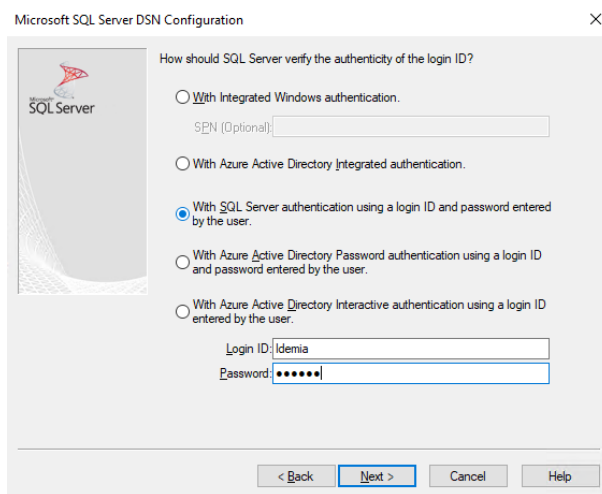 Microsoft SQL Server DSN Configuration
How should SQL Server verify the authenticity of the login ID?
Microsoft
SQL Server
With Integrated Windows authentication.
SPN (Optional):
With Azure Active Directory Integrated authentication.
With SQL Server authentication using a login ID and password entered
by the user.
With Azure Active Directory Password authentication using a login ID
and password entered by the user.
With Azure Active Directory Interactive authentication using a login ID
entered by the user.
Login ID: Idemia
Password: ●●●●●●
< Back Next > Cancel Help